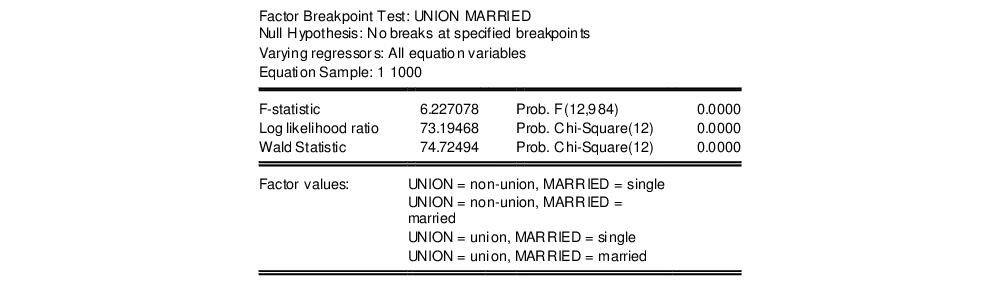 Factor Breakpoint Test: UNION MARRIED
Null Hypothesis: No breaks at specified breakpoints
Varying regressors: All equation variables
Equation Sample: 1 1000
F-statistic 6.227078 Prob. F(12,984) 0.0000
Log likelihood ratio 73.19468 Prob. Chi-Square(12) 0.0000
Wald Statistic 74.72494 Prob. Chi-Square(12) 0.0000
Factor values: UNION = non-union, MARRIED = single
UNION = non-union, MARRIED =
married
UNION = union, MARRIED = single
UNION = union, MARRIED = married